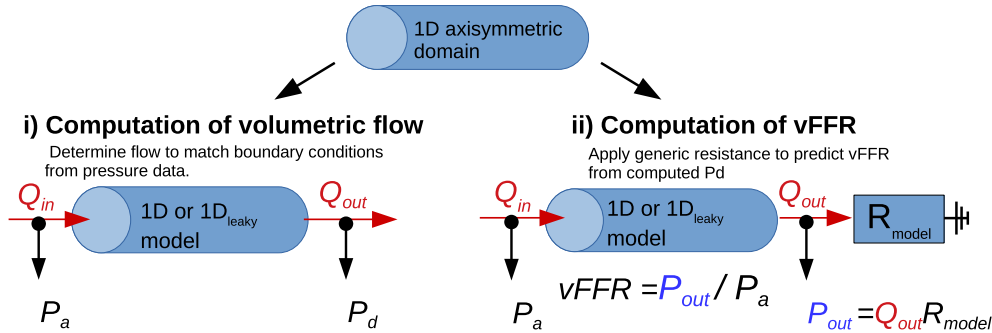 1D axisymmetric
domain
i) Computation of volumetric flow
Determine flow to match boundary conditions
from pressure data.
Q_in
1D or 1D_leaky
model
Q_out
P_a
P_d
ii) Computation of vFFR
Apply generic resistance to predict vFFR
from computed Pd
Q_in
1D or 1D_leaky
model
Q_out
R_model
P_a
vFFR =P_out / P_a
P_out =Q_out R_model